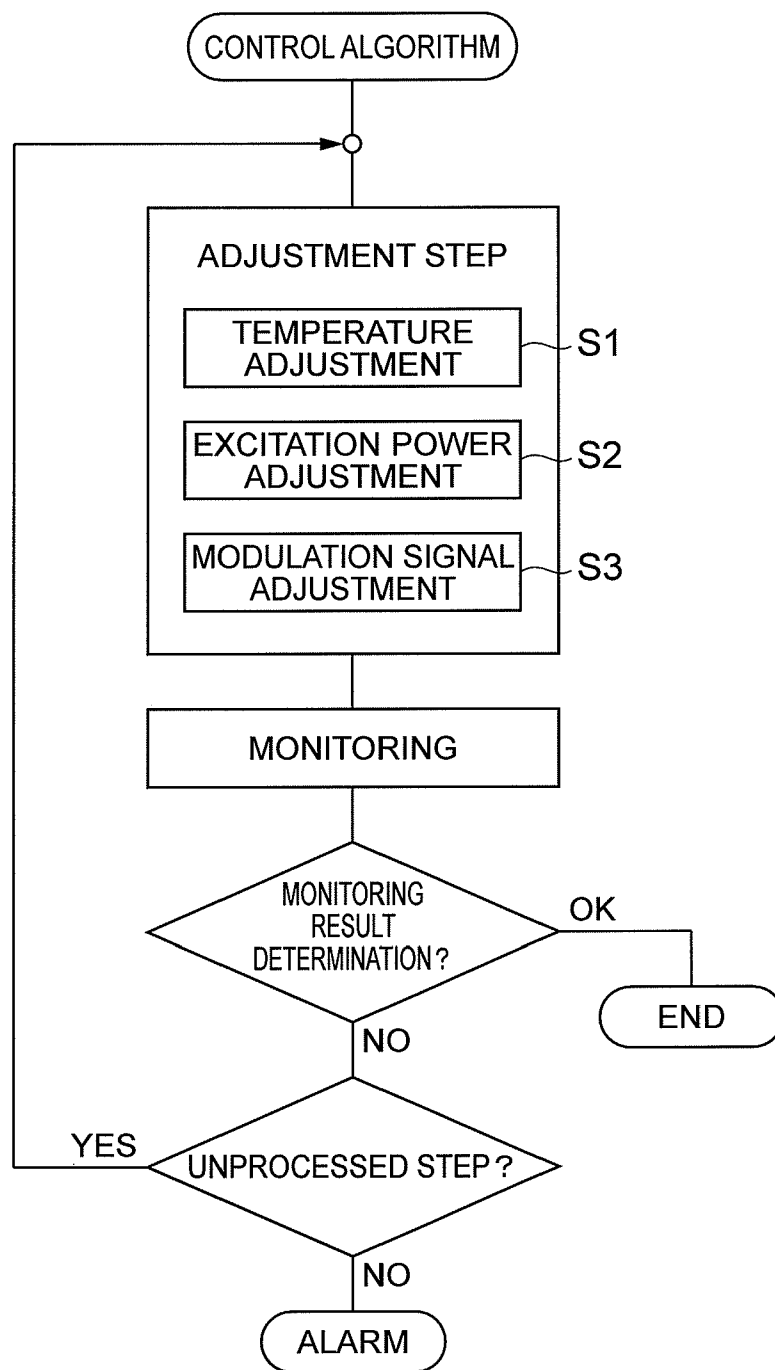 CONTROL ALGORITHM
ADJUSTMENT STEP
TEMPERATURE
ADJUSTMENT
S1
EXCITATION POWER
ADJUSTMENT
S2
MODULATION SIGNAL
ADJUSTMENT
S3
MONITORING
MONITORING
RESULT
DETERMINATION?
OK
END
NO
YES
UNPROCESSED STEP?
NO
ALARM